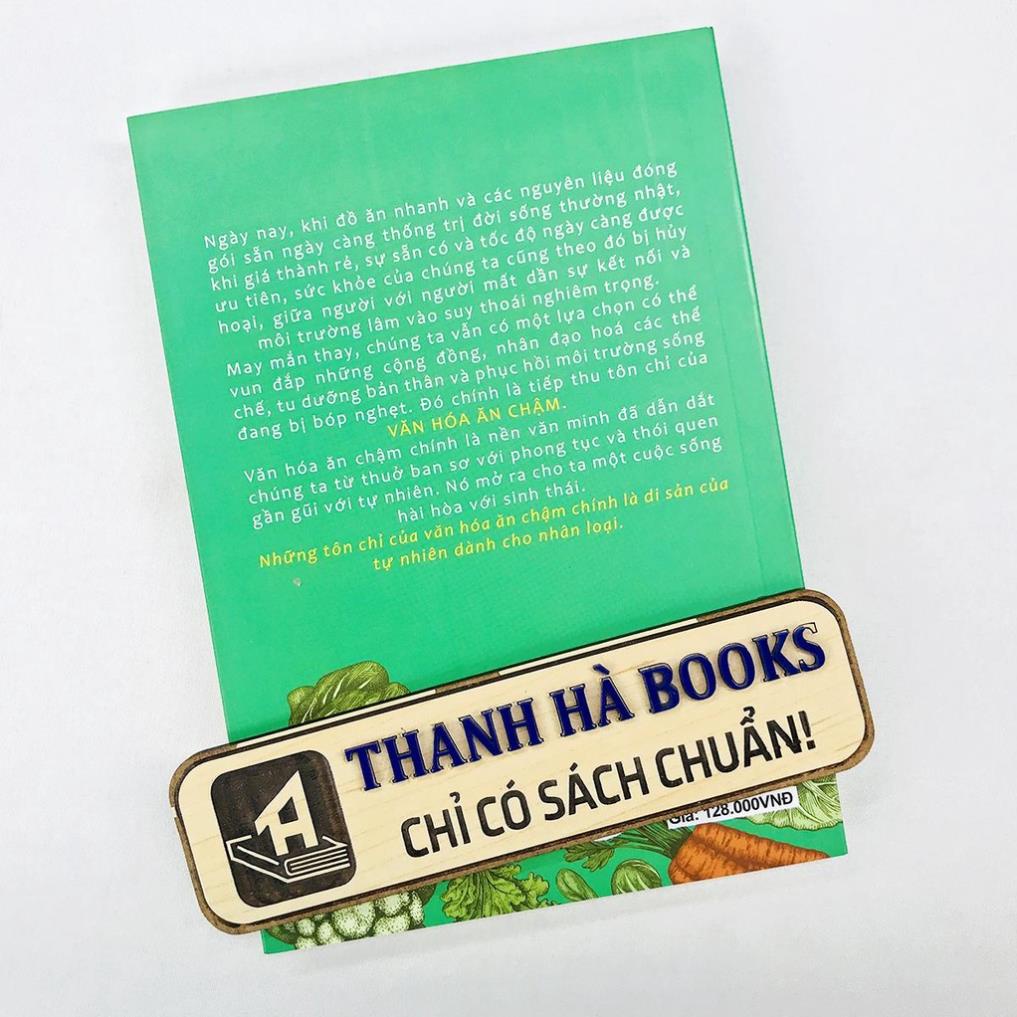 Ngày nay, khi đồ ăn nhanh và các nguyên liệu đóng
gói sẵn ngày càng thống trị đời sống thường nhật,
khi giá thành rẻ, sự sẵn có và tốc độ ngày càng được
ưu tiên, sức khỏe của chúng ta cũng theo đó bị hủy
hoại, giữa người với người mất dần sự kết nối và
môi trường lâm vào suy thoái nghiêm trọng.
May mắn thay, chúng ta vẫn có một lựa chọn có thể
vun đắp những cộng đồng, nhân đạo hoá các thể
chế, tu dưỡng bản thân và phục hồi môi trường sống
đang bị bóp nghẹt. Đó chính là tiếp thu tôn chỉ của
VĂN HÓA ĂN CHẬM.
Văn hóa ăn chậm chính là nền văn minh đã dẫn dắt
chúng ta từ thuở ban sơ với phong tục và thói quen
gần gũi với tự nhiên. Nó mở ra cho ta một cuộc sống
hài hòa với sinh thái.
Những tôn chỉ của văn hóa ăn chậm chính là di sản của
tự nhiên dành cho nhân loại.
THANH HÀ BOOKS
CHỈ CÓ SÁCH CHUẨN!
Giá: 128.000VNĐ